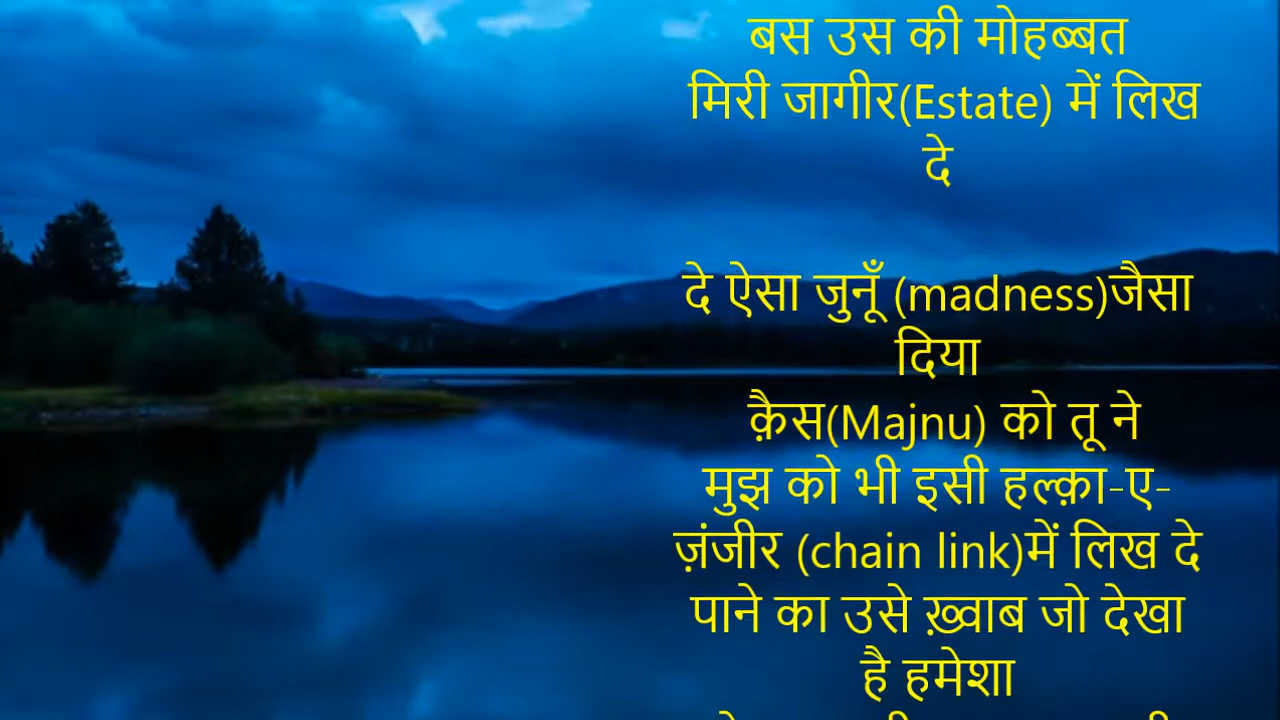 बस उस की मोहब्बत
मिरी जागीर(Estate) में लिख
दे
दे ऐसा जुनूँ (madness)जैसा
दिया
क़ैस(Majnu) को तू ने
मुझ को भी इसी हल्क़ा-ए-
ज़ंजीर (chain link)में लिख दे
पाने का उसे ख़्वाब जो देखा
है हमेशा